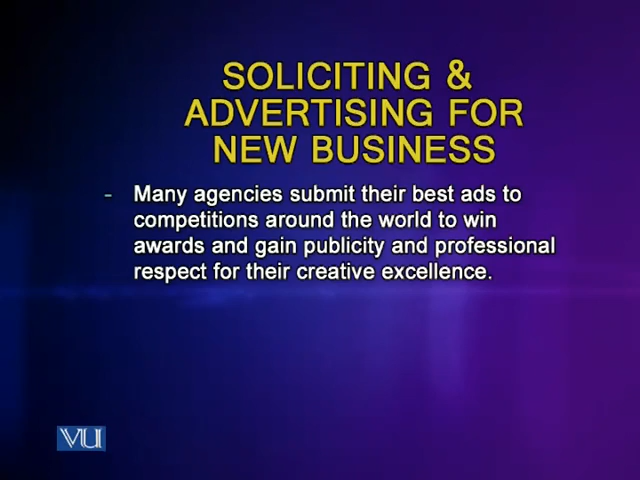 SOLICITING &
ADVERTISING FOR
NEW BUSINESS
- Many agencies submit their best ads to
competitions around the world to win
awards and gain publicity and professional
respect for their creative excellence.
VU